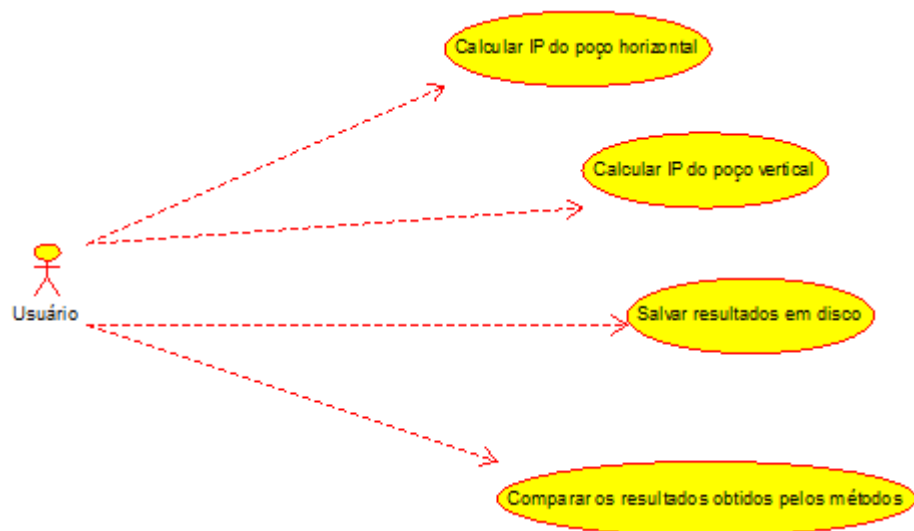 Calcular IP do poço horizontal
Calcular IP do poço vertical
Usuário
Salvar resultados em disco
Comparar os resultados obtidos pelos métodos